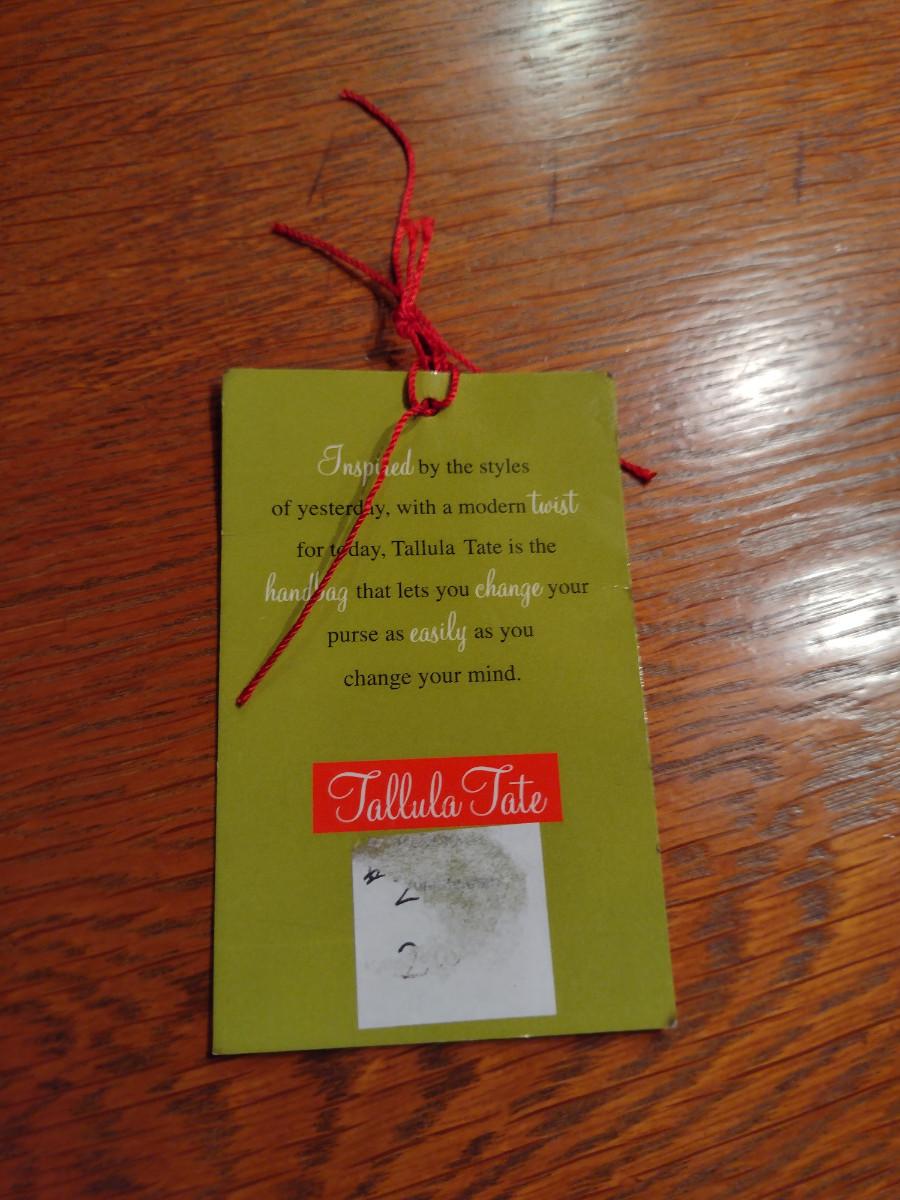 Inspired by the styles
of yesterday, with a modern twist
for today, Tallula Tate is the
handbag that lets you change your
purse as easily as you
change your mind.
Tallula Tate
2